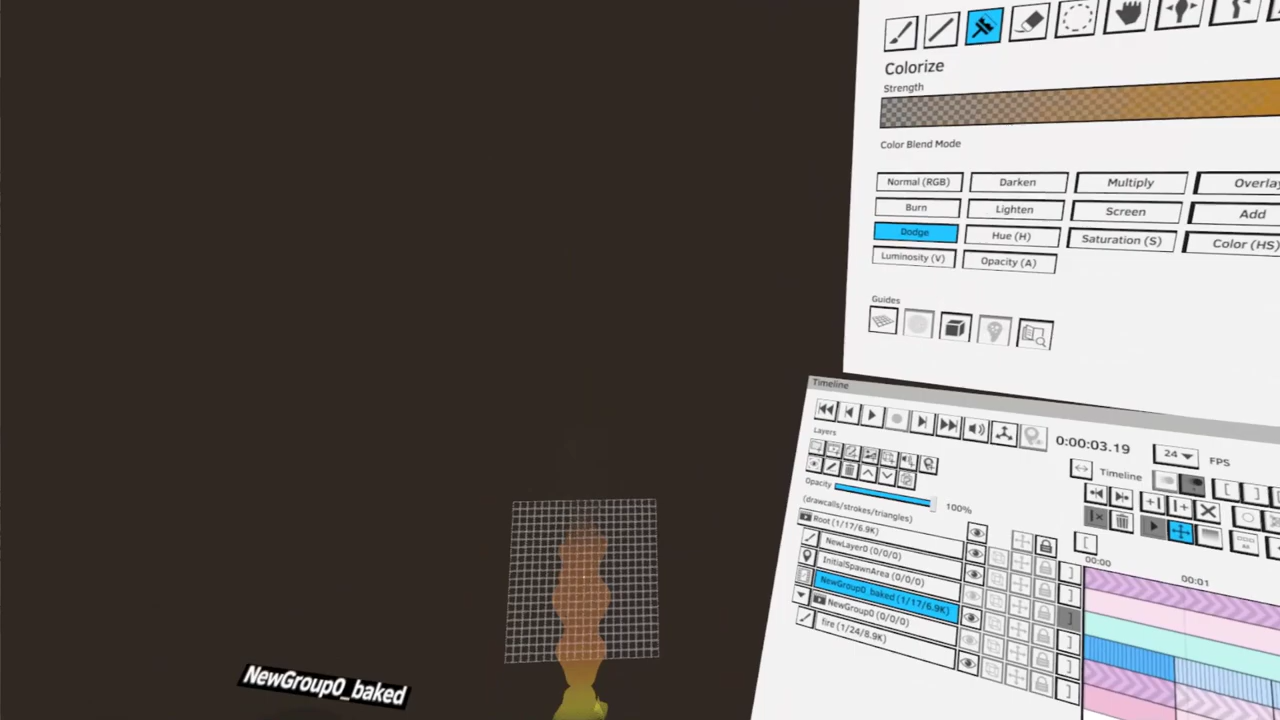 Colorize
Strength
Color Blend Mode
Normal (RGB)
Darken
Multiply
Overlay
Burn
Lighten
Screen
Add
Dodge
Hue (H)
Saturation (S)
Color (HS)
Luminosity (V)
Opacity (A)
Guides
Timeline
0:00:03.19
24
FPS
Layers
Timeline
Opacity
100%
(drawcalls/strokes/triangles)
Root (1/17/6.9K)
NewLayer0 (0/0/0)
InitialSpawnArea (0/0/0)
NewGroup0_baked (1/17/6.9K)
NewGroup0 (0/0/0)
fire (1/24/8.9K)
00:00
00:01
NewGroup0_baked